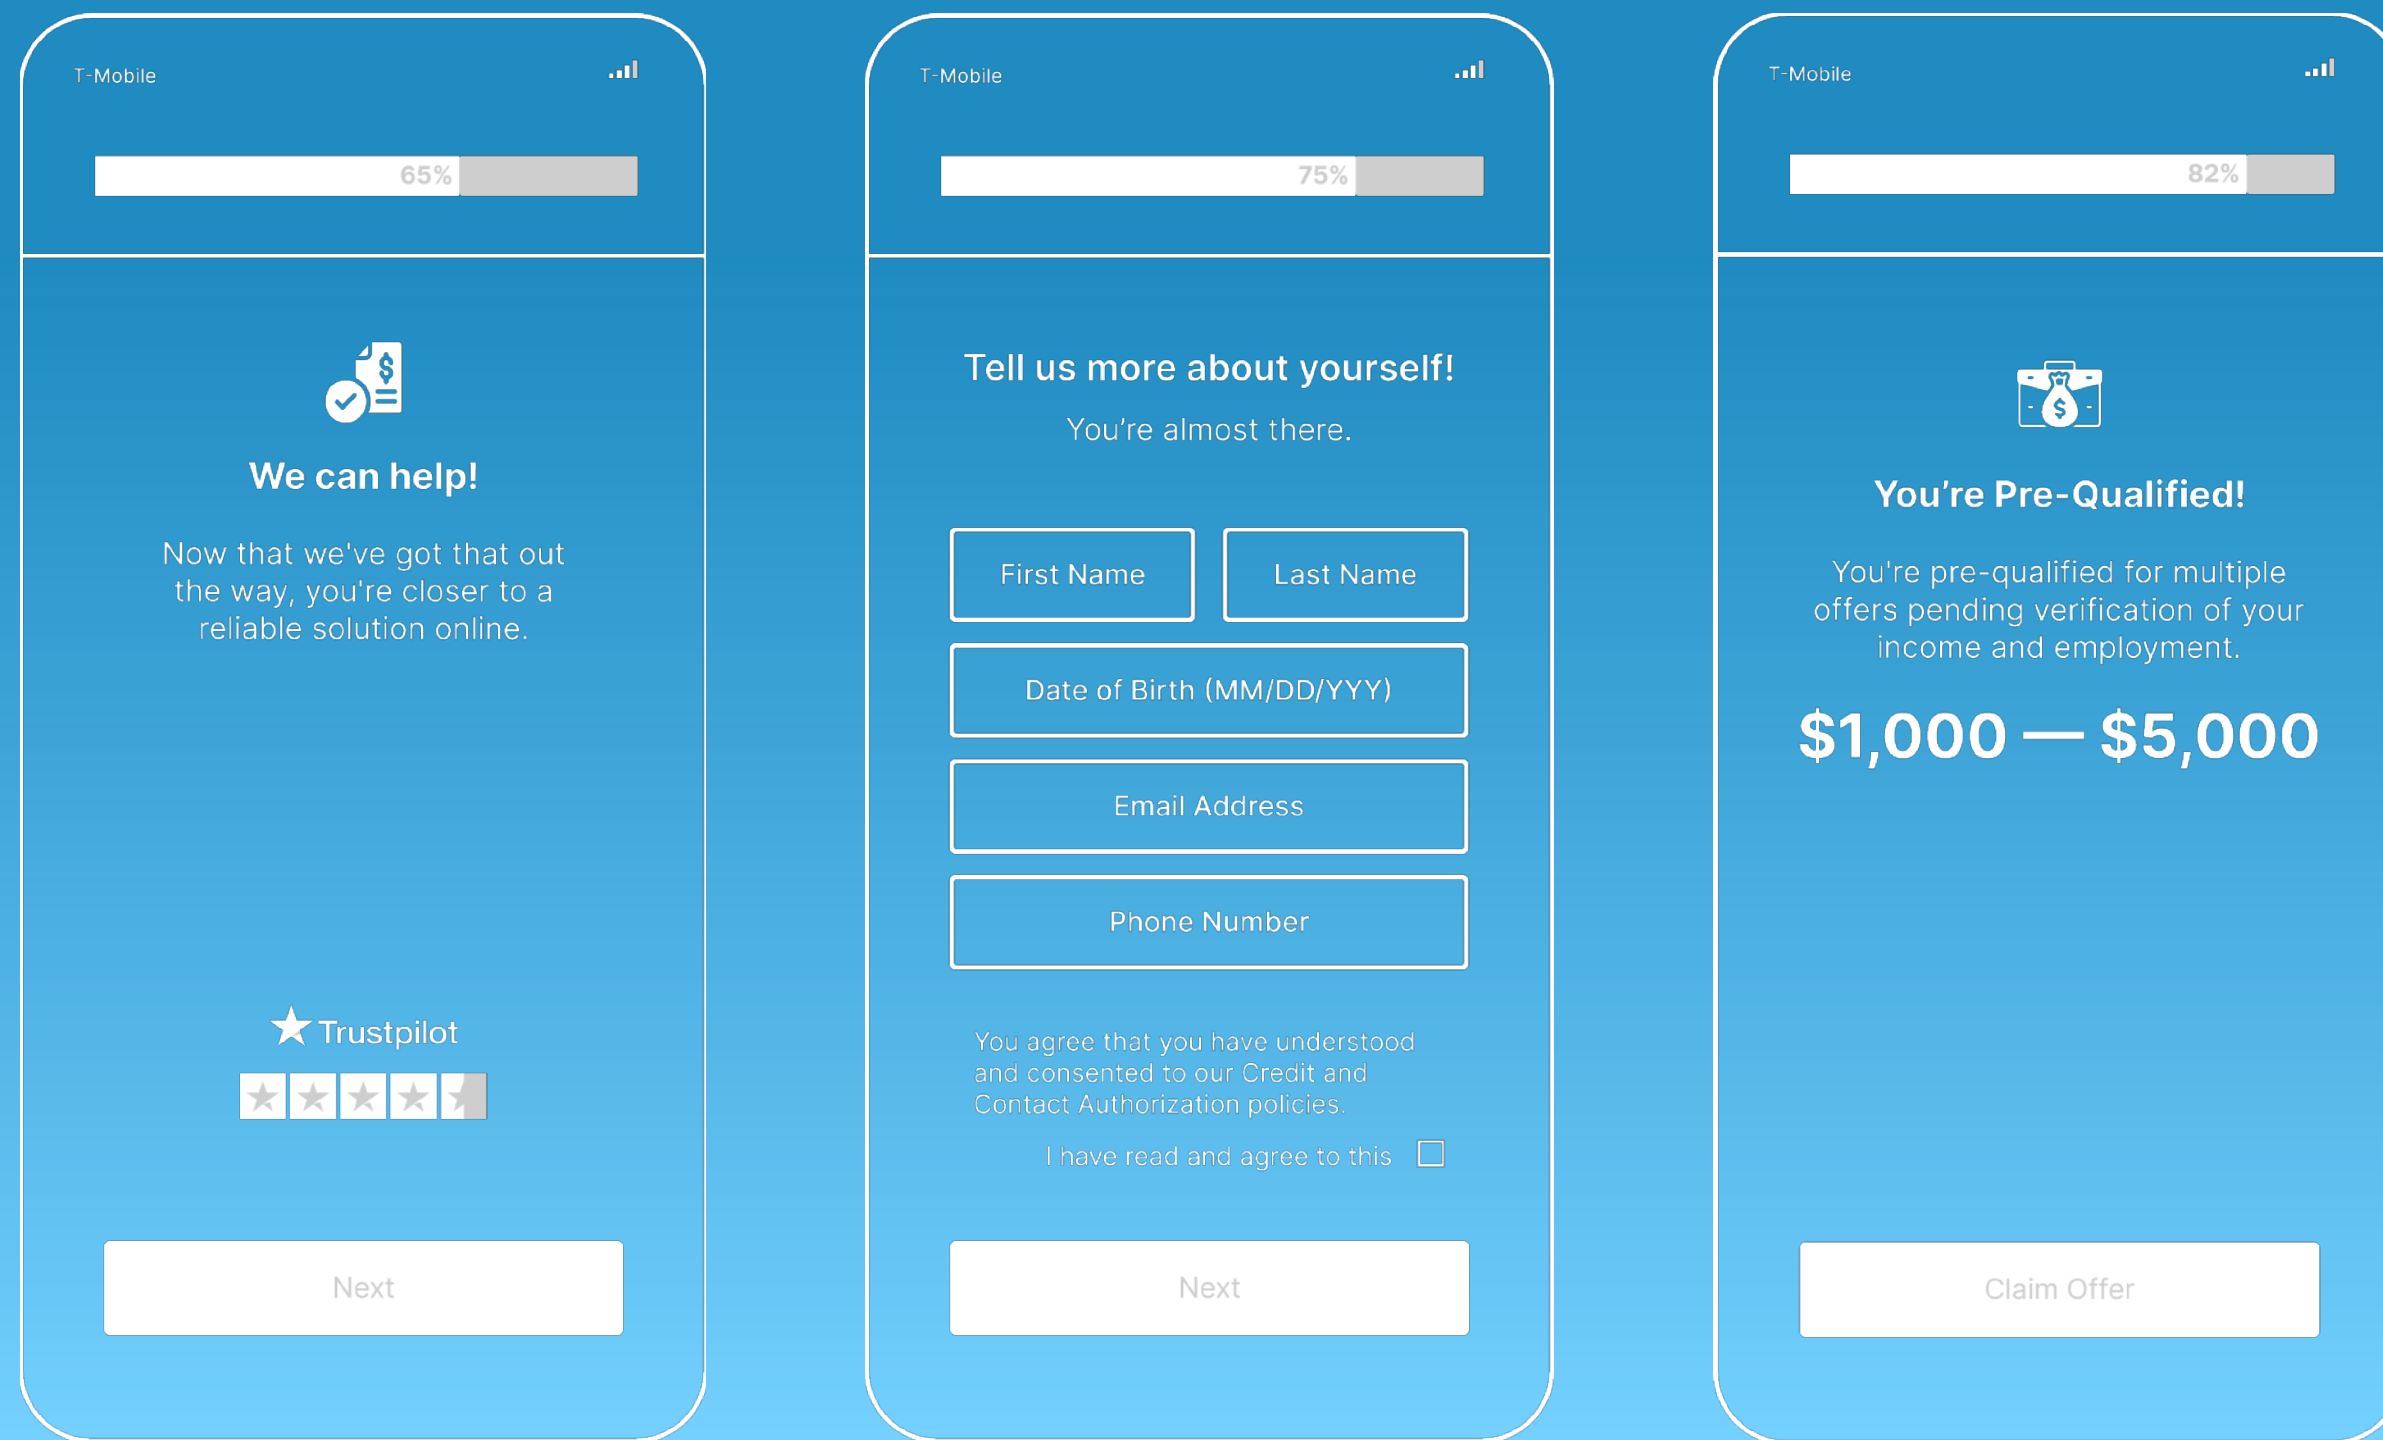 T-Mobile
65%
We can help!
Now that we've got that out
the way, you're closer to a
reliable solution online.
Trustpilot
Next
T-Mobile
75%
Tell us more about yourself!
You’re almost there.
First Name
Last Name
Date of Birth (MM/DD/YYY)
Email Address
Phone Number
You agree that you have understood
and consented to our Credit and
Contact Authorization policies.
I have read and agree to this
Next
T-Mobile
82%
You’re Pre-Qualified!
You're pre-qualified for multiple
offers pending verification of your
income and employment.
$1,000 — $5,000
Claim Offer